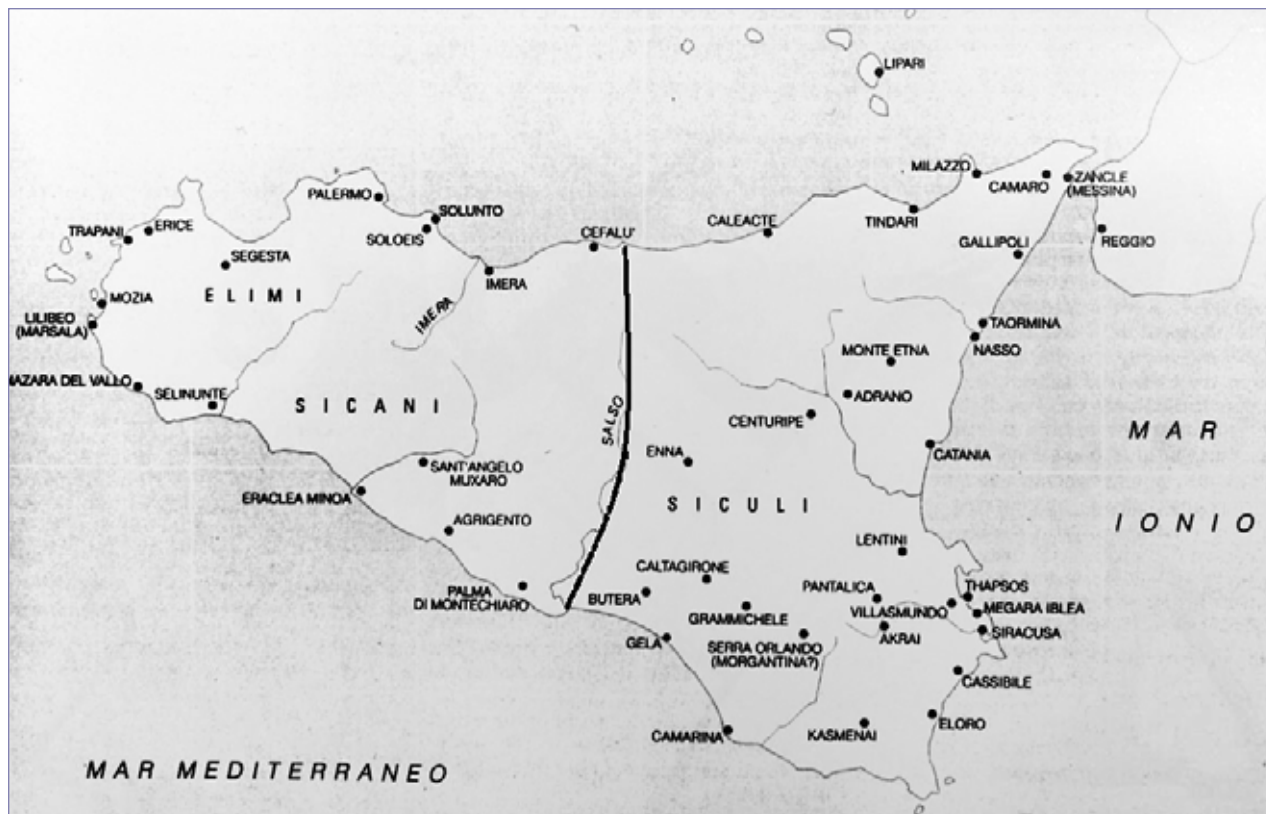 LIPARI
MILAZZO
CAMARO
ZANCLE
(MESSINA)
PALERMO
SOLUNTO
SOLOEIS
CEFALU'
CALEACTE
TINDARI
GALLIPOLI
REGGIO
TRAPANI
ERICE
SEGESTA
ELIMI
IMERA
IMERA
MOZIA
LILIBEO
(MARSALA)
TAORMINA
NASSO
MONTE ETNA
MAZARA DEL VALLO
SELINUNTE
SICANI
SALSO
ADRANO
CENTURIPE
MAR
IONIO
CATANIA
ENNA
SANT'ANGELO
MUXARO
ERACLEA MINOA
SICULI
AGRIGENTO
LENTINI
CALTAGIRONE
PALMA
DI MONTECHIARO
BUTERA
PANTALICA
THAPSOS
VILLASMUNDO
MEGARA IBLEA
GRAMMICHELE
AKRAI
SIRACUSA
GELA
SERRA ORLANDO
(MORGANTINA?)
CASSIBILE
CAMARINA
KASMENAI
ELORO
MAR MEDITERRANEO